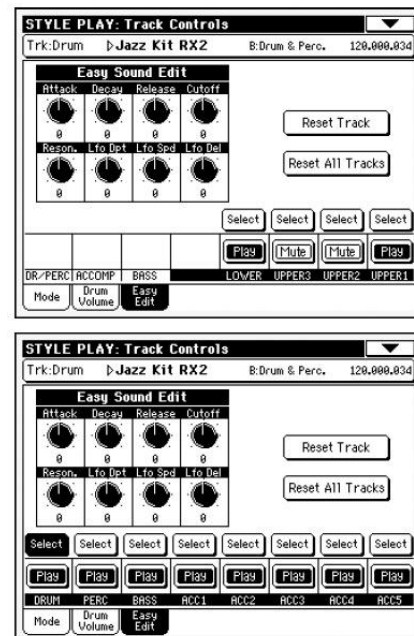 STYLE PLAY: Track Controls
Trk:Drum ▷Jazz Kit RX2 B:Drum & Perc. 120.000.034
Easy Sound Edit
Attack Decay Release Cutoff
0 0 0 0
Reson. Lfo Dpt Lfo Spd Lfo Del
0 0 0 0
Reset Track
Reset All Tracks
Select Select Select Select
Play Mute Mute Play
DR/PERC ACCOMP BASS LOWER UPPER3 UPPER2 UPPER1
Mode Drum Volume Easy Edit
STYLE PLAY: Track Controls
Trk:Drum ▷Jazz Kit RX2 B:Drum & Perc. 120.000.034
Easy Sound Edit
Attack Decay Release Cutoff
0 0 0 0
Reson. Lfo Dpt Lfo Spd Lfo Del
0 0 0 0
Reset Track
Reset All Tracks
Select Select Select Select Select Select Select Select
Play Play Play Play Play Play Play Play
DRUM PERC BASS ACC1 ACC2 ACC3 ACC4 ACC5
Mode Drum Volume Easy Edit